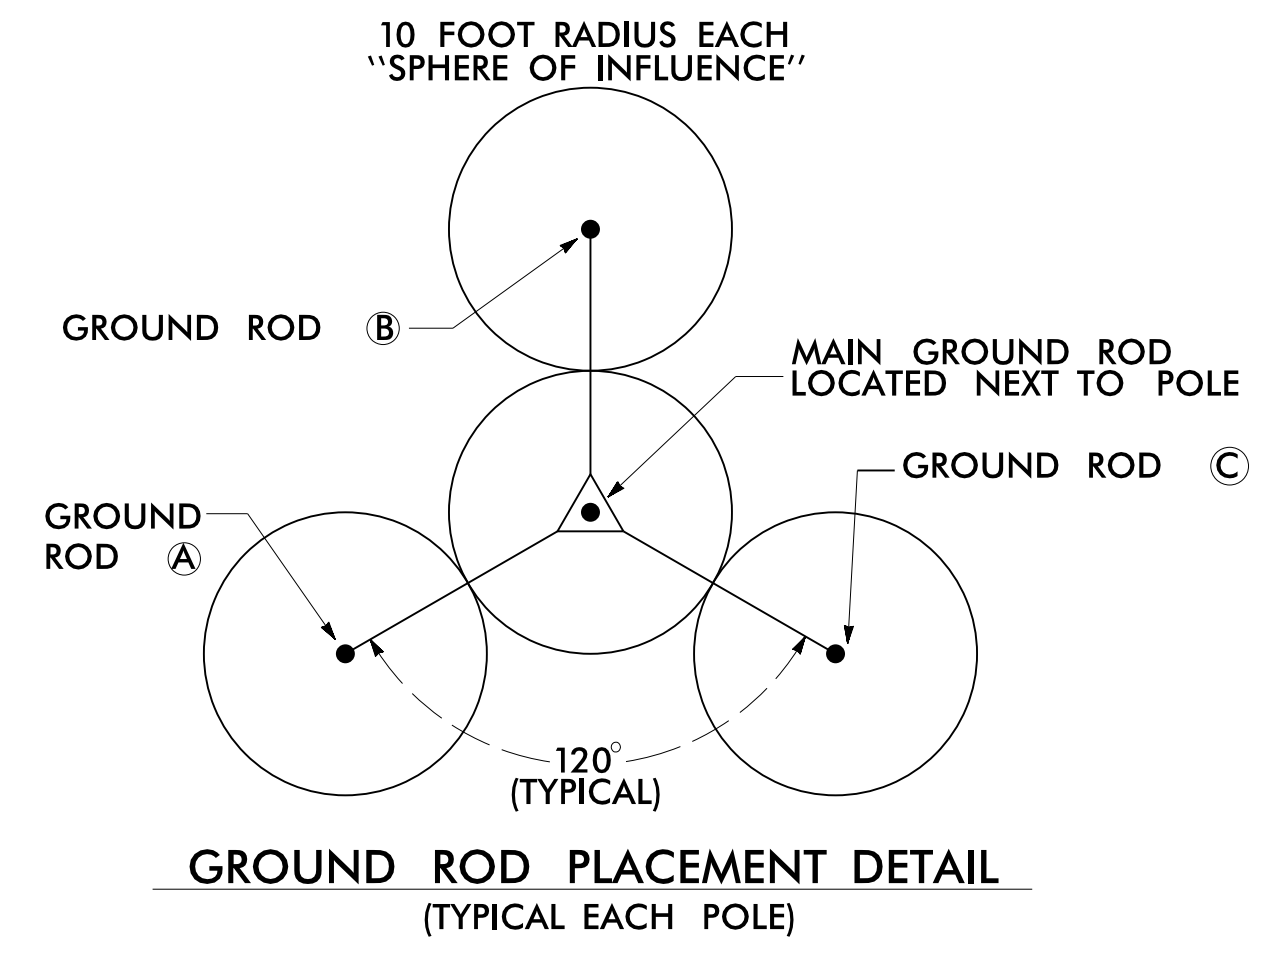 10 FOOT RADIUS EACH
"SPHERE OF INFLUENCE"
GROUND ROD B
MAIN GROUND ROD
LOCATED NEXT TO POLE
GROUND ROD C
GROUND
ROD A
120°
(TYPICAL)
GROUND ROD PLACEMENT DETAIL
(TYPICAL EACH POLE)